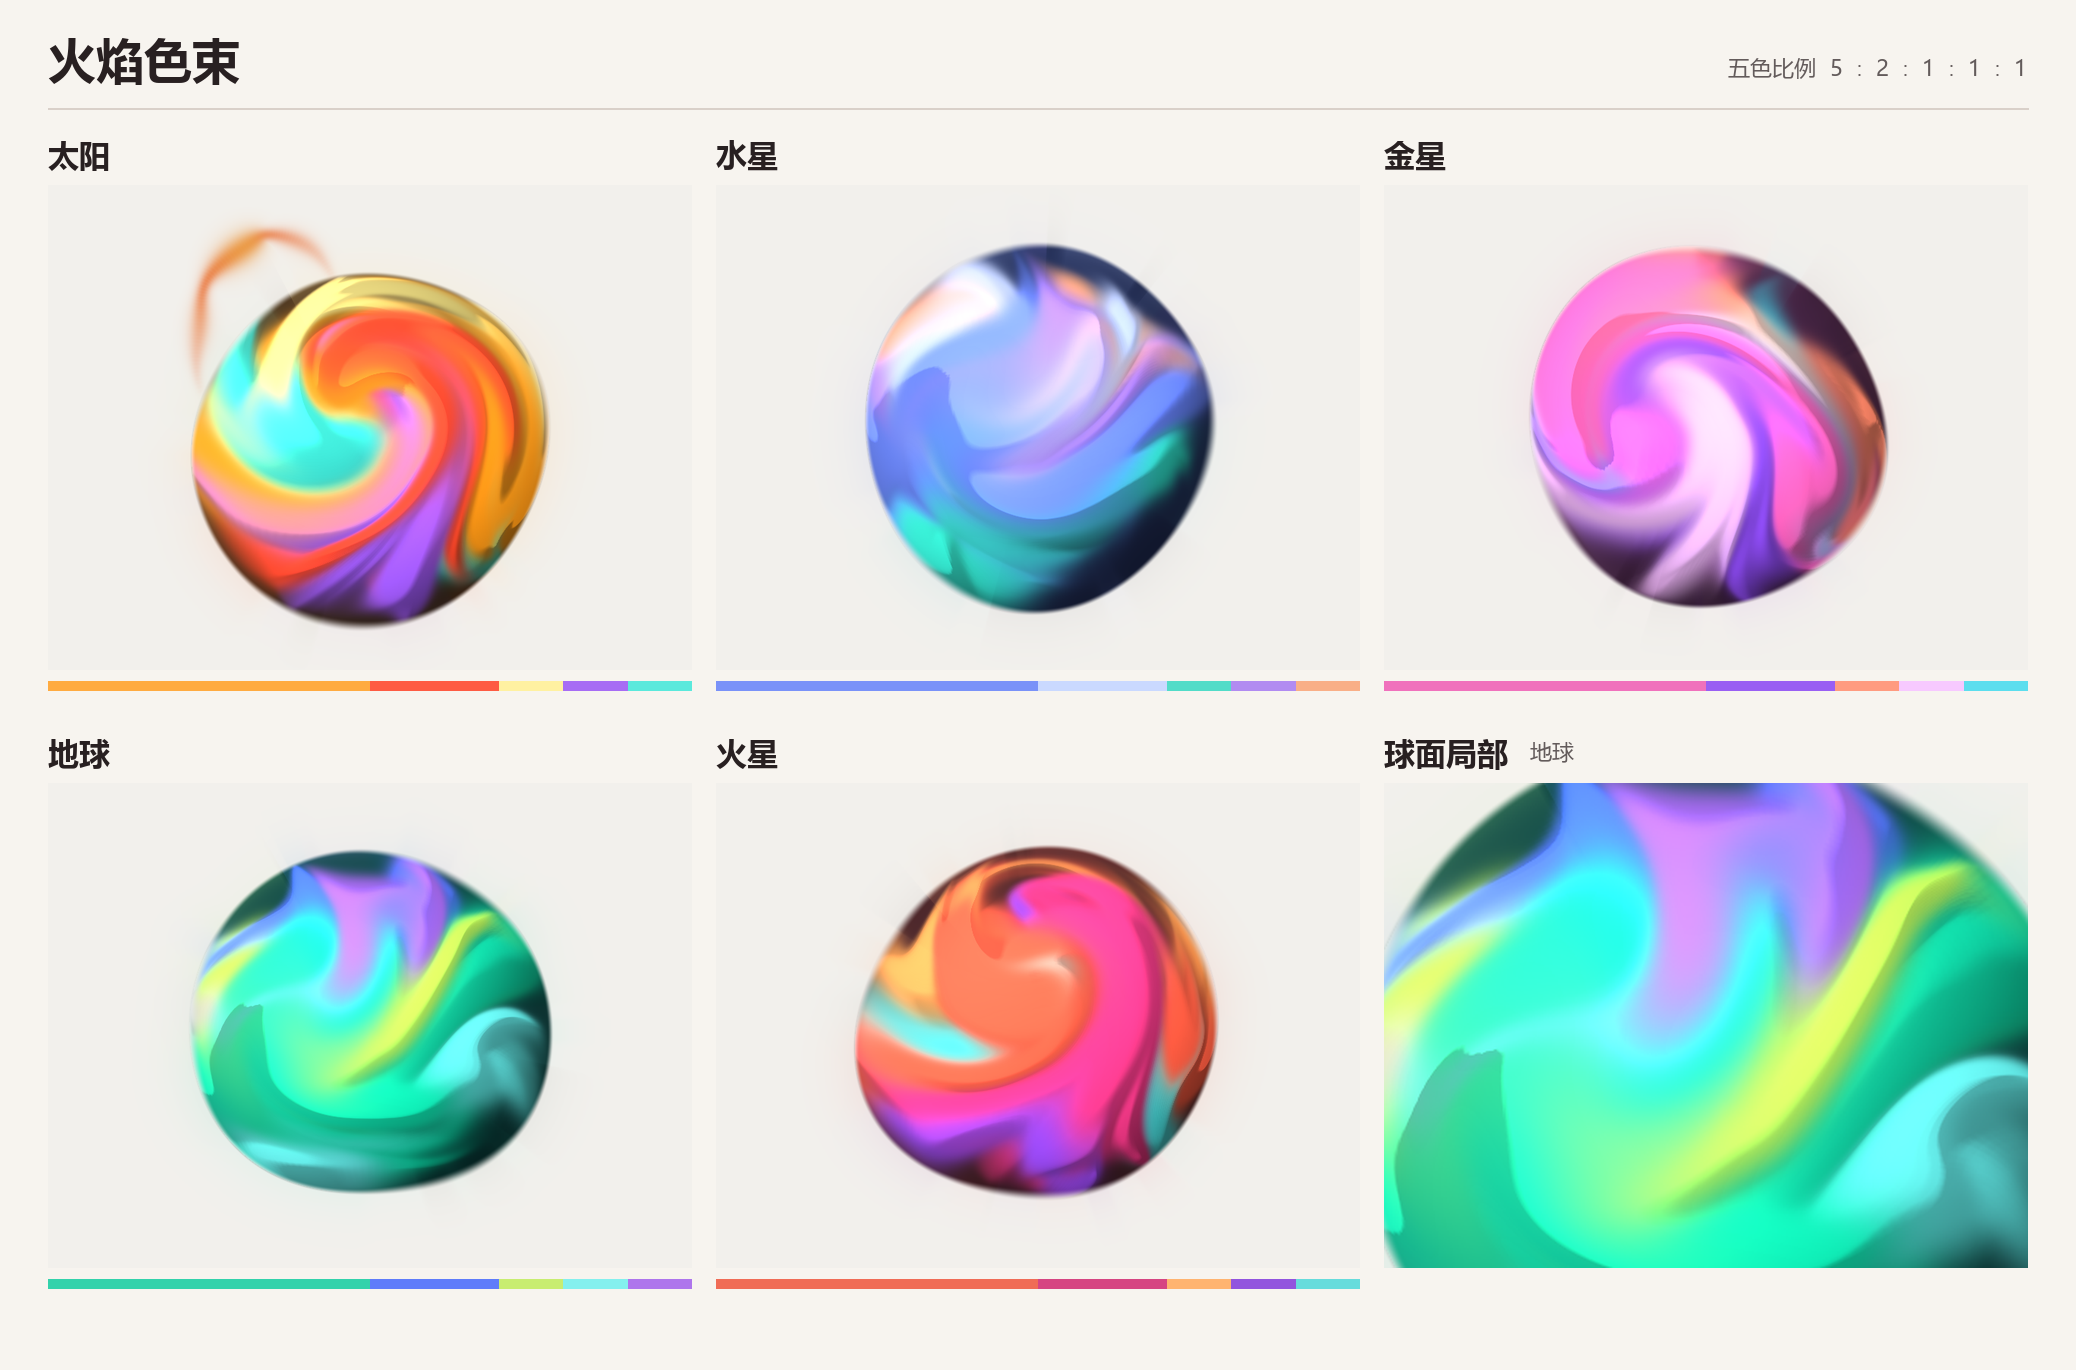 火焰色束
五色比例 5 : 2 : 1 : 1 : 1
太阳
水星
金星
地球
火星
球面局部 地球